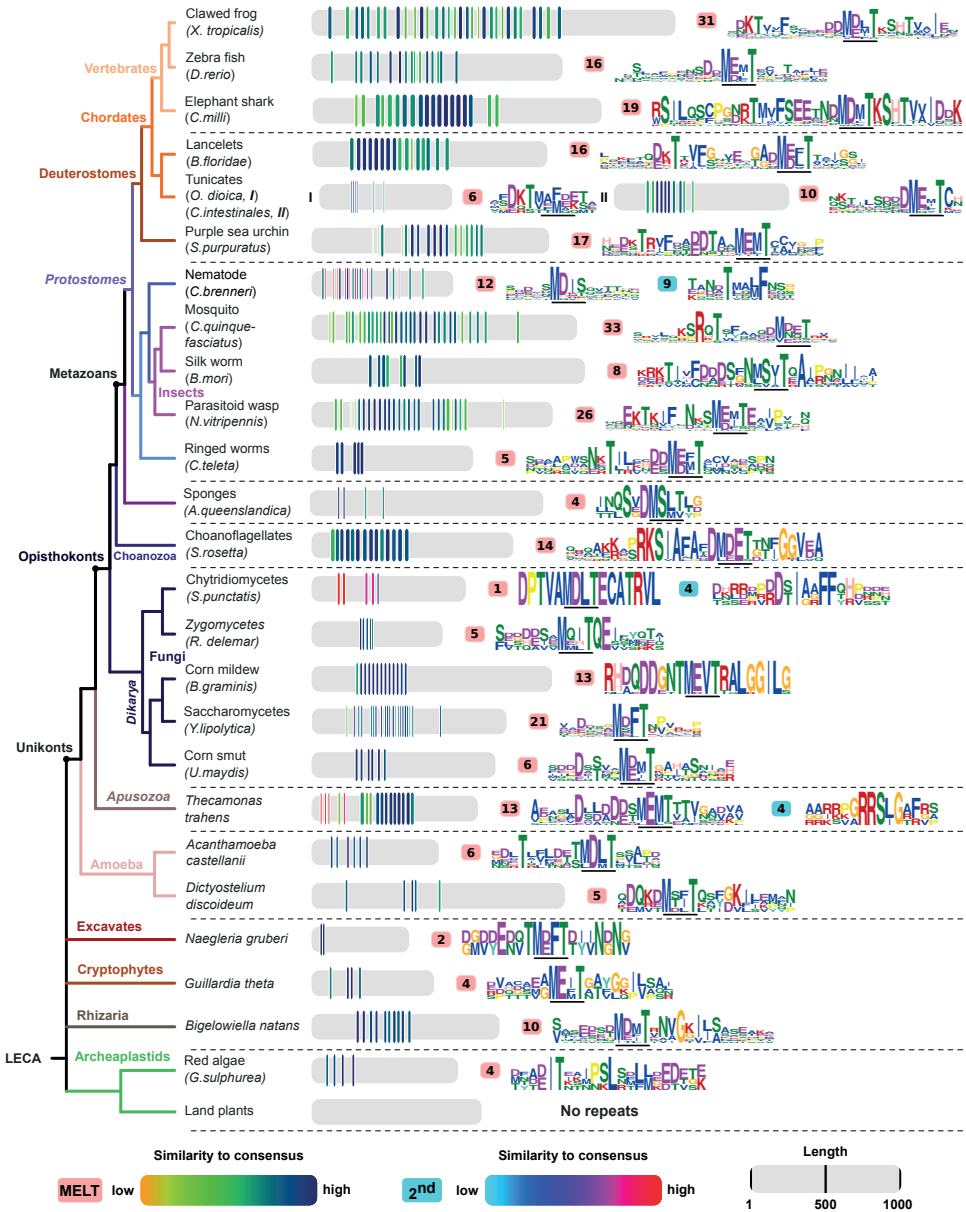 Clawed frog
(X. tropicalis)
31
Zebra fish
(D.rerio)
16
Vertebrates
Elephant shark
(C.milli)
19
Chordates
Lancelets
(B.floridae)
16
Deuterostomes
Tunicates
(O. dioica, I)
(C.intestinales, II)
I
6
II
10
Purple sea urchin
(S.purpuratus)
17
Protostomes
Nematode
(C.brenneri)
12
9
Mosquito
(C.quinque-
fasciatus)
33
Metazoans
Silk worm
(B.mori)
8
Insects
Parasitoid wasp
(N.vitripennis)
26
Ringed worms
(C.teleta)
5
Sponges
(A.queenslandica)
4
Opisthokonts
Choanozoa
Choanoflagellates
(S.rosetta)
14
Chytridiomycetes
(S.punctatis)
1
DPTVAMDLTECATRVL
4
Zygomycetes
(R. delemar)
5
Fungi
Dikarya
Corn mildew
(B.graminis)
13
Saccharomycetes
(Y.lipolytica)
21
Unikonts
Corn smut
(U.maydis)
6
Apusozoa
Thecamonas
trahens
13
4
Amoeba
Acanthamoeba
castellanii
6
Dictyostelium
discoideum
5
Excavates
Naegleria gruberi
2
Cryptophytes
Guillardia theta
4
Rhizaria
Bigelowiella natans
10
LECA
Archeaplastids
Red algae
(G.sulphurea)
4
Land plants
No repeats
Similarity to consensus
MELT
low
high
Similarity to consensus
2nd
low
high
Length
1
500
1000